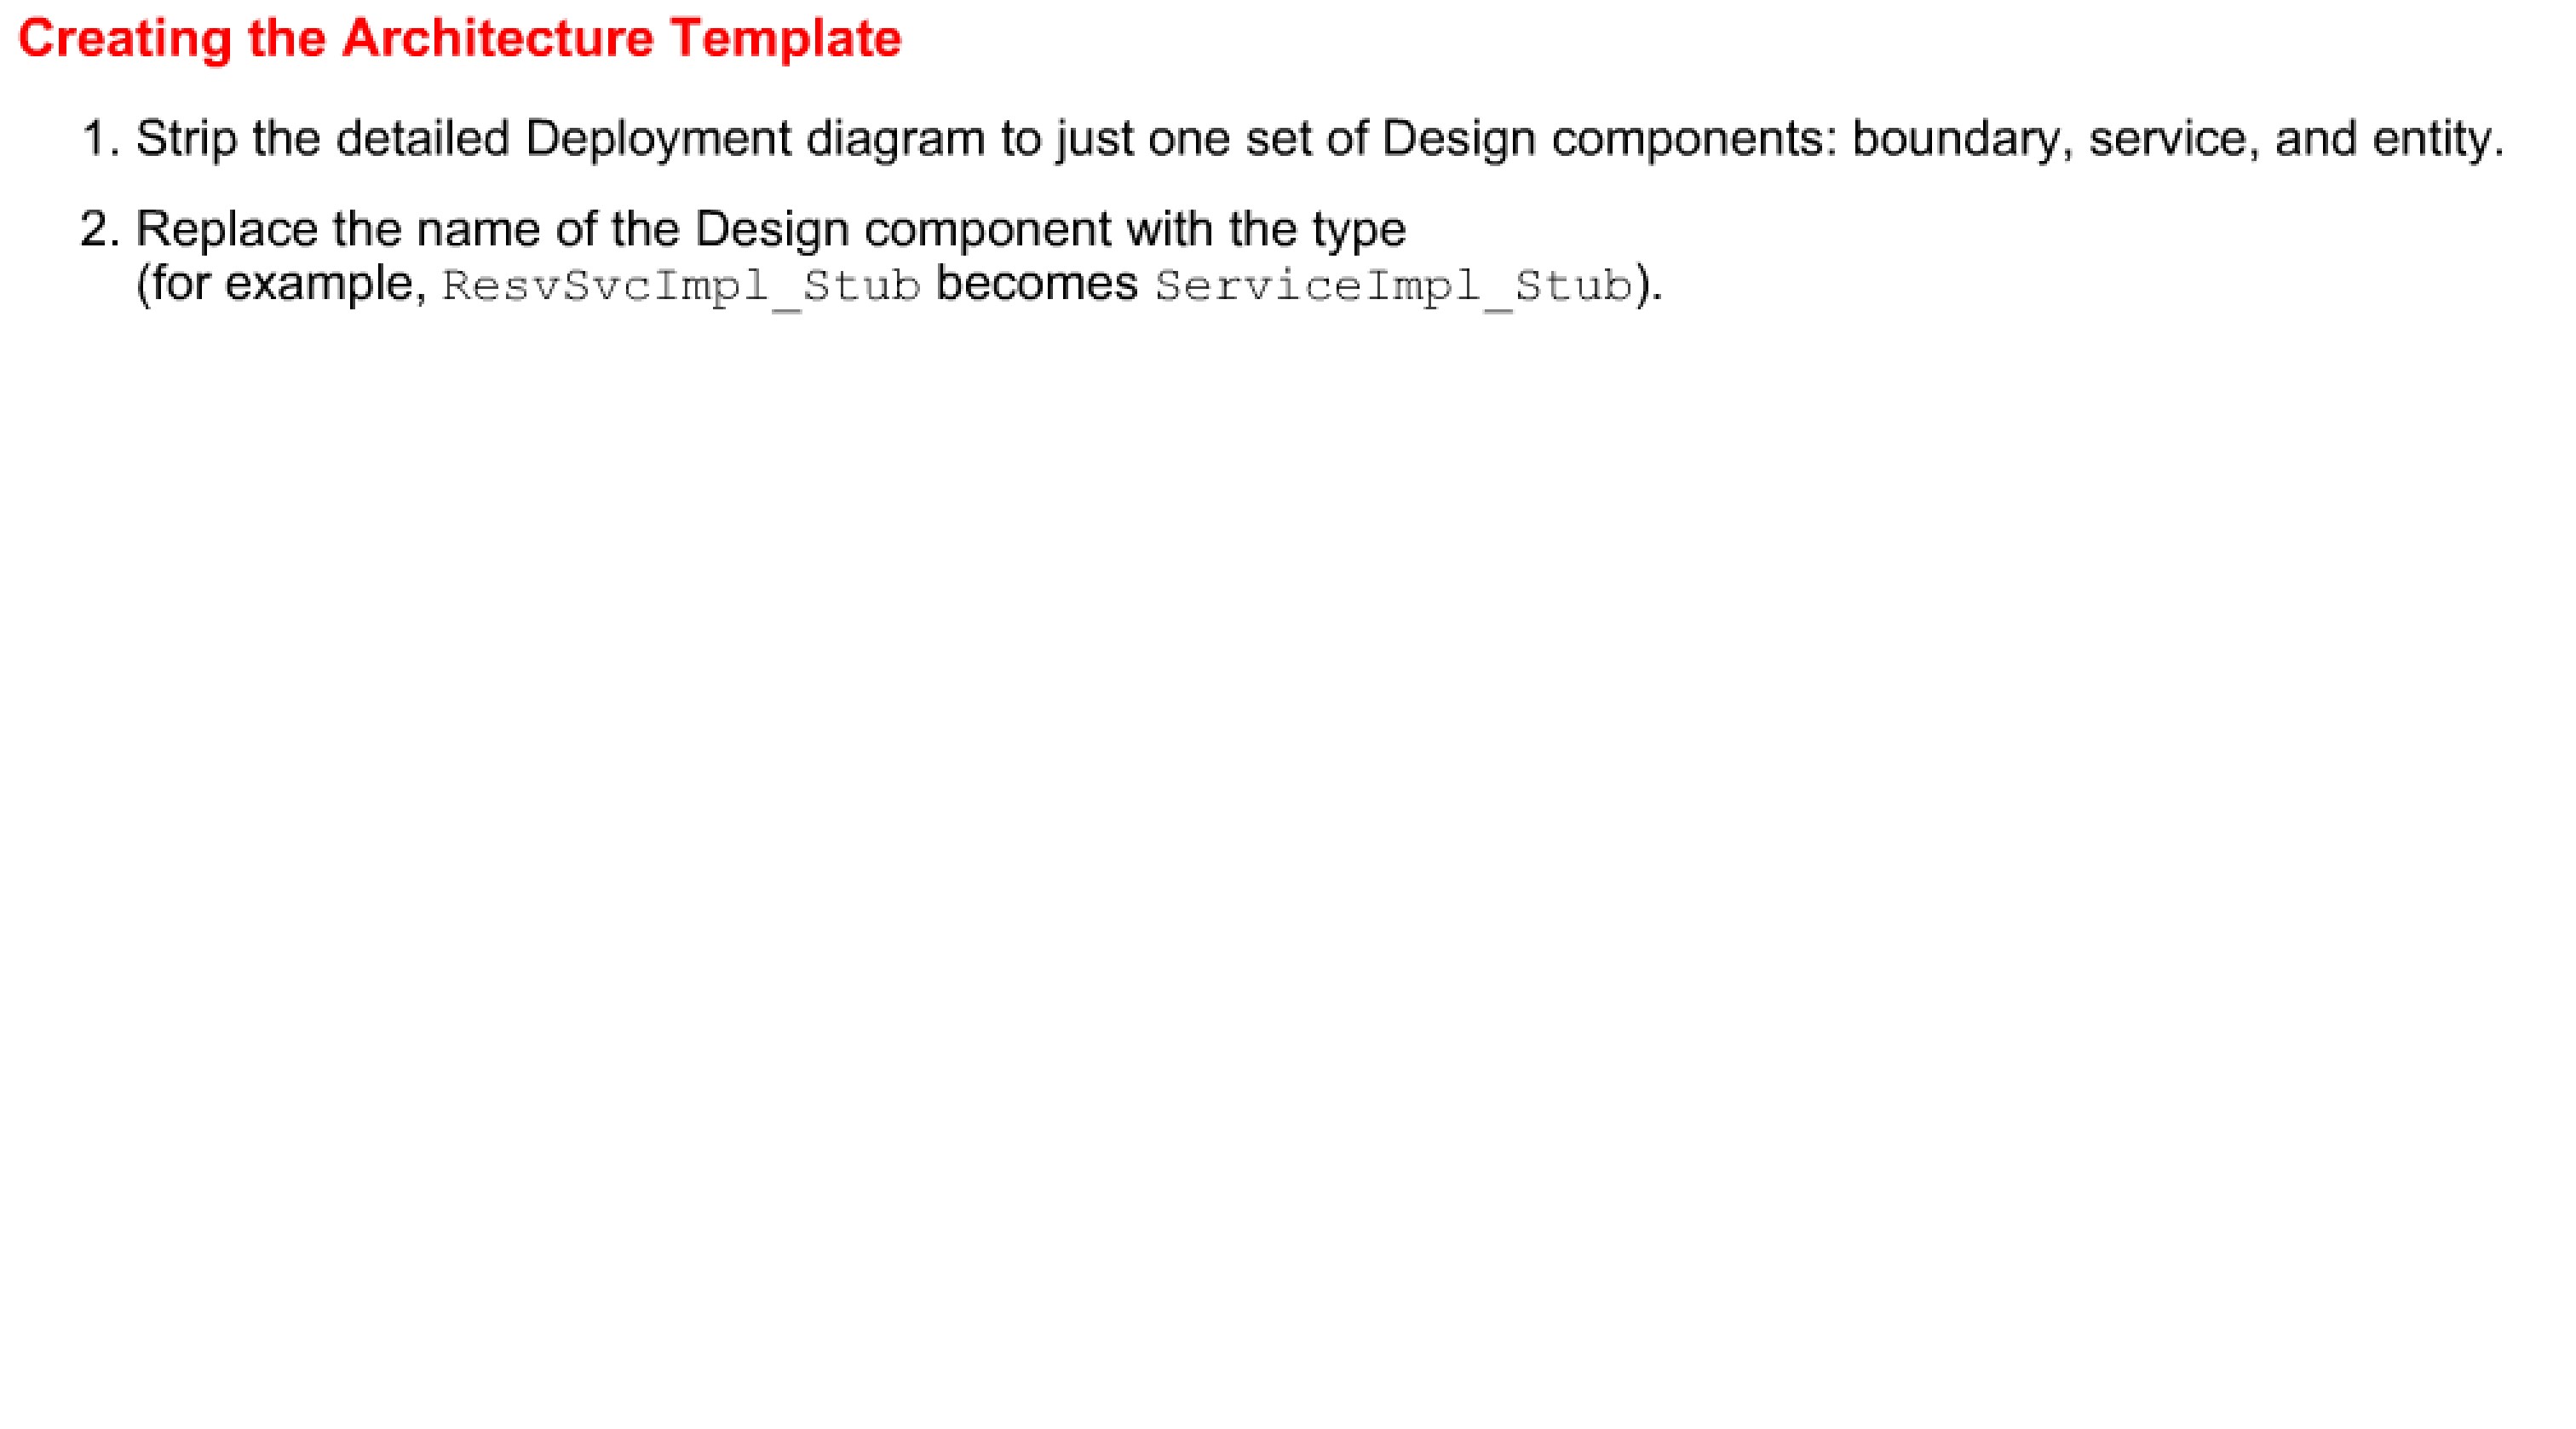 Creating the Architecture Template
1. Strip the detailed Deployment diagram to just one set of Design components: boundary, service, and entity.
2. Replace the name of the Design component with the type
(for example, ResvSvcImpl_Stub becomes ServiceImpl_Stub).